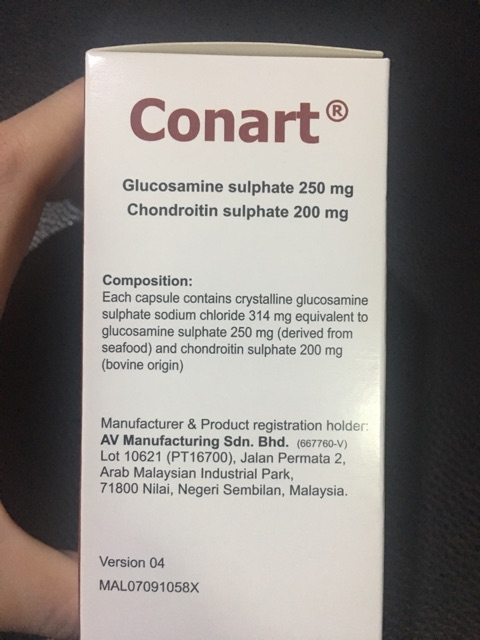 Conart®
Glucosamine sulphate 250 mg
Chondroitin sulphate 200 mg
Composition:
Each capsule contains crystalline glucosamine
sulphate sodium chloride 314 mg equivalent to
glucosamine sulphate 250 mg (derived from
seafood) and chondroitin sulphate 200 mg
(bovine origin)
Manufacturer & Product registration holder:
AV Manufacturing Sdn. Bhd. (667760-V)
Lot 10621 (PT16700), Jalan Permata 2,
Arab Malaysian Industrial Park,
71800 Nilai, Negeri Sembilan, Malaysia.
Version 04
MAL07091058X